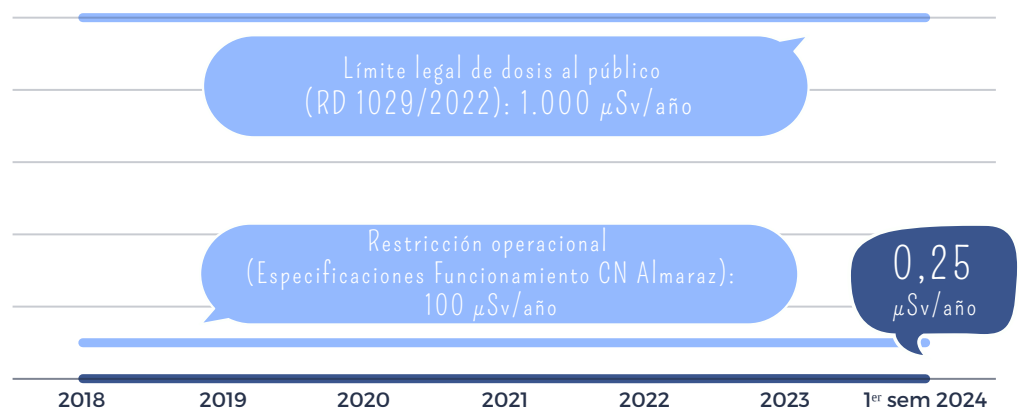 Límite legal de dosis al público
(RD 1029/2022): 1.000 µSv/año
Restricción operacional
(Especificaciones Funcionamiento CN Almaraz):
100 µSv/año
0,25
µSv/año
2018 2019 2020 2021 2022 2023 1er sem 2024